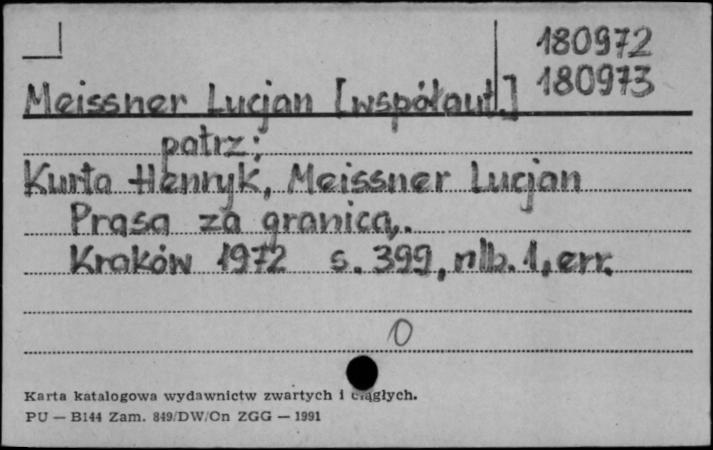 180972
180973
Meissner Lucjan [współaut.]
patrz:
Kurta Henryk, Meissner Lucjan
Prasa za granicą.
Kraków 1972 s. 399, nlb. 1, err.
0
Karta katalogowa wydawnictw zwartych i ciągłych.
PU — B144 Zam. 849/DW/On ZGG — 1991